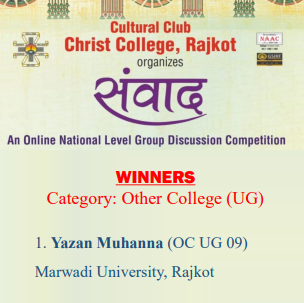 Cultural Club
Christ College, Rajkot
organizes
NAAC
संवाद
An Online National Level Group Discussion Competition
WINNERS
Category: Other College (UG)
1. Yazan Muhanna (OC UG 09)
Marwadi University, Rajkot